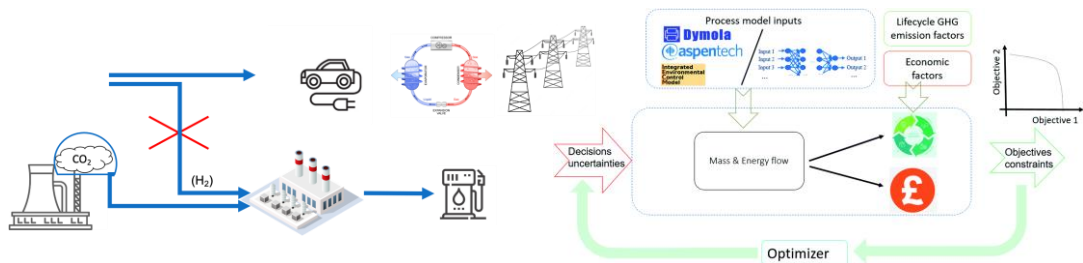 CO₂
(H₂)
Process model inputs
Dymola
aspentech
Integrated
Environmental
Control
Model
Input 1
Input 2
Input 3
...
Output 1
Output 2
...
Lifecycle GHG
emission factors
Economic
factors
Objective 2
Objective 1
Decisions
uncertainties
Mass & Energy flow
£
Objectives
constraints
Optimizer